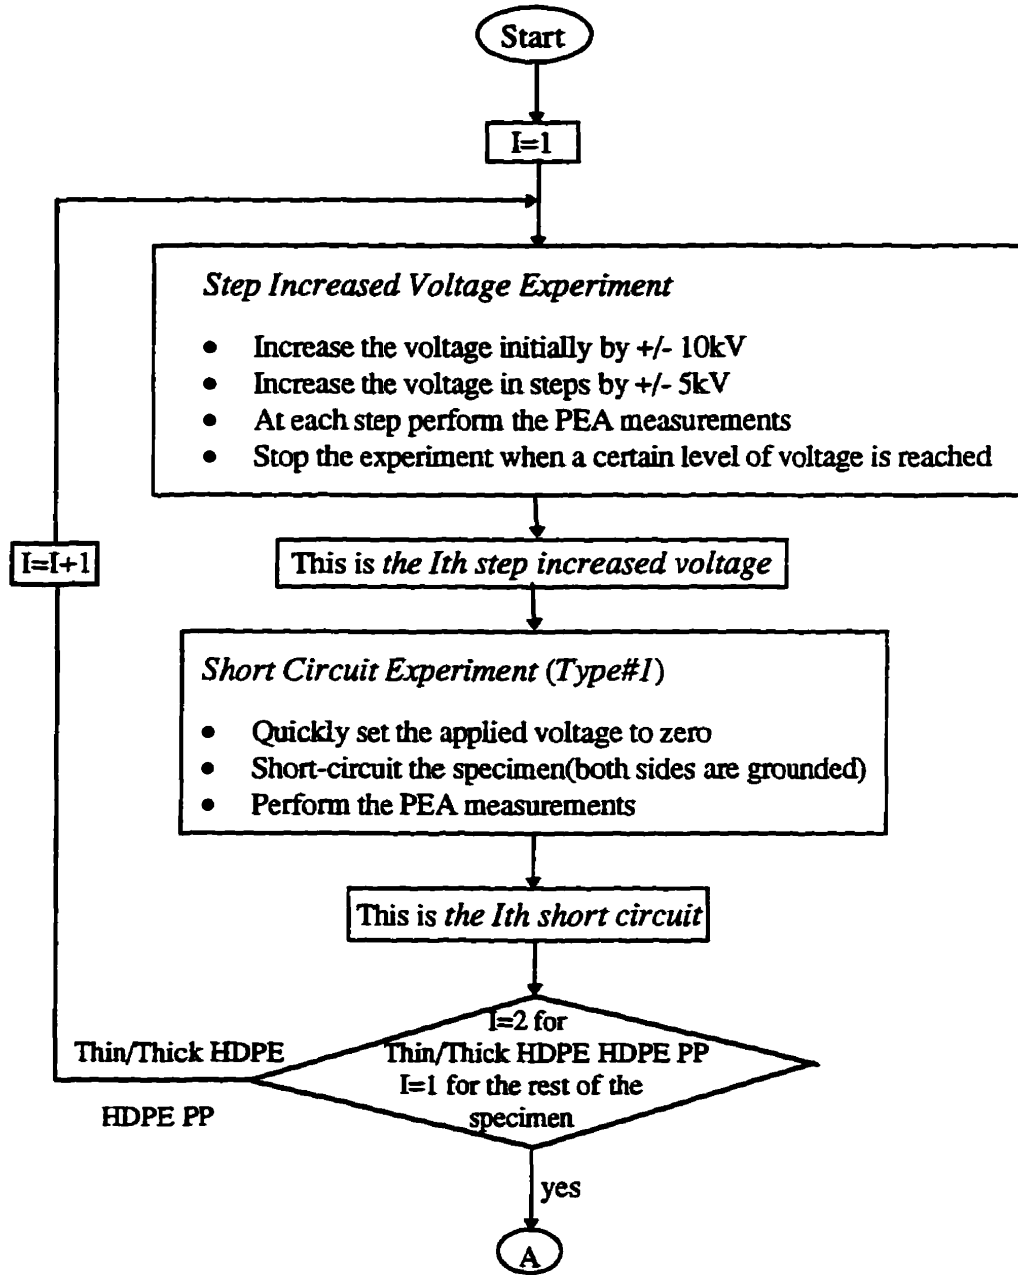 Start
I=1
Step Increased Voltage Experiment
• Increase the voltage initially by +/- 10kV
• Increase the voltage in steps by +/- 5kV
• At each step perform the PEA measurements
• Stop the experiment when a certain level of voltage is reached
I=I+1
This is the Ith step increased voltage
Short Circuit Experiment (Type#1)
• Quickly set the applied voltage to zero
• Short-circuit the specimen(both sides are grounded)
• Perform the PEA measurements
This is the Ith short circuit
I=2 for
Thin/Thick HDPE HDPE PP
I=1 for the rest of the
specimen
Thin/Thick HDPE
HDPE PP
yes
A